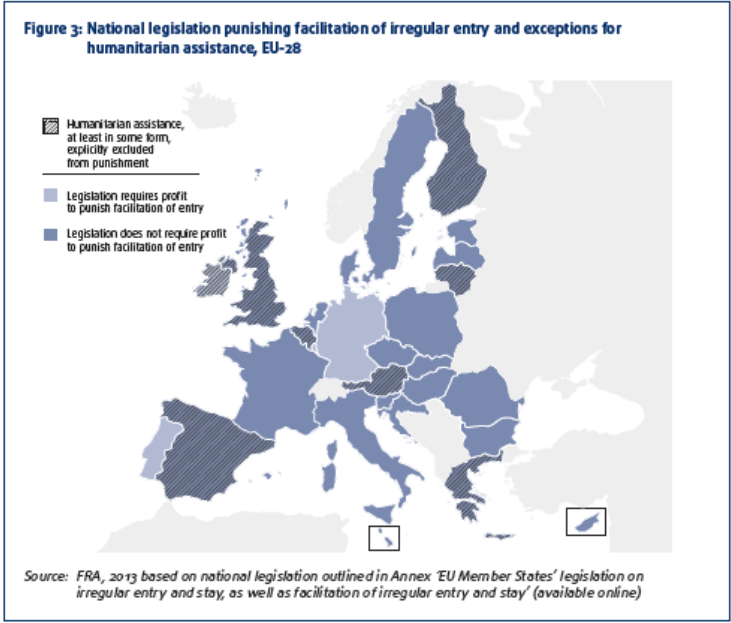 Figure 3: National legislation punishing facilitation of irregular entry and exceptions for
humanitarian assistance, EU-28
Humanitarian assistance,
at least in some form,
explicitly excluded
from punishment
Legislation requires profit
to punish facilitation of entry
Legislation does not require profit
to punish facilitation of entry
Source: FRA, 2013 based on national legislation outlined in Annex ‘EU Member States’ legislation on
irregular entry and stay, as well as facilitation of irregular entry and stay’ (available online)